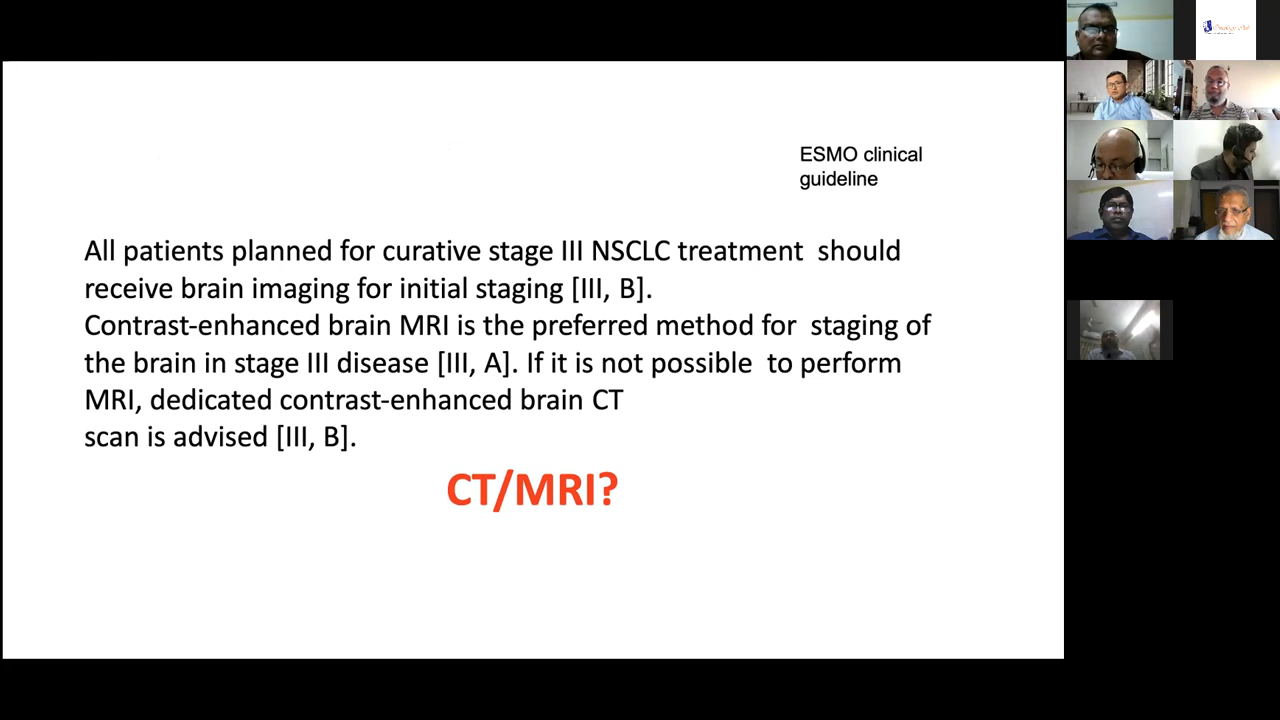 ESMO clinical
guideline
All patients planned for curative stage III NSCLC treatment should
receive brain imaging for initial staging [III, B].
Contrast-enhanced brain MRI is the preferred method for staging of
the brain in stage III disease [III, A]. If it is not possible to perform
MRI, dedicated contrast-enhanced brain CT
scan is advised [III, B].
CT/MRI?